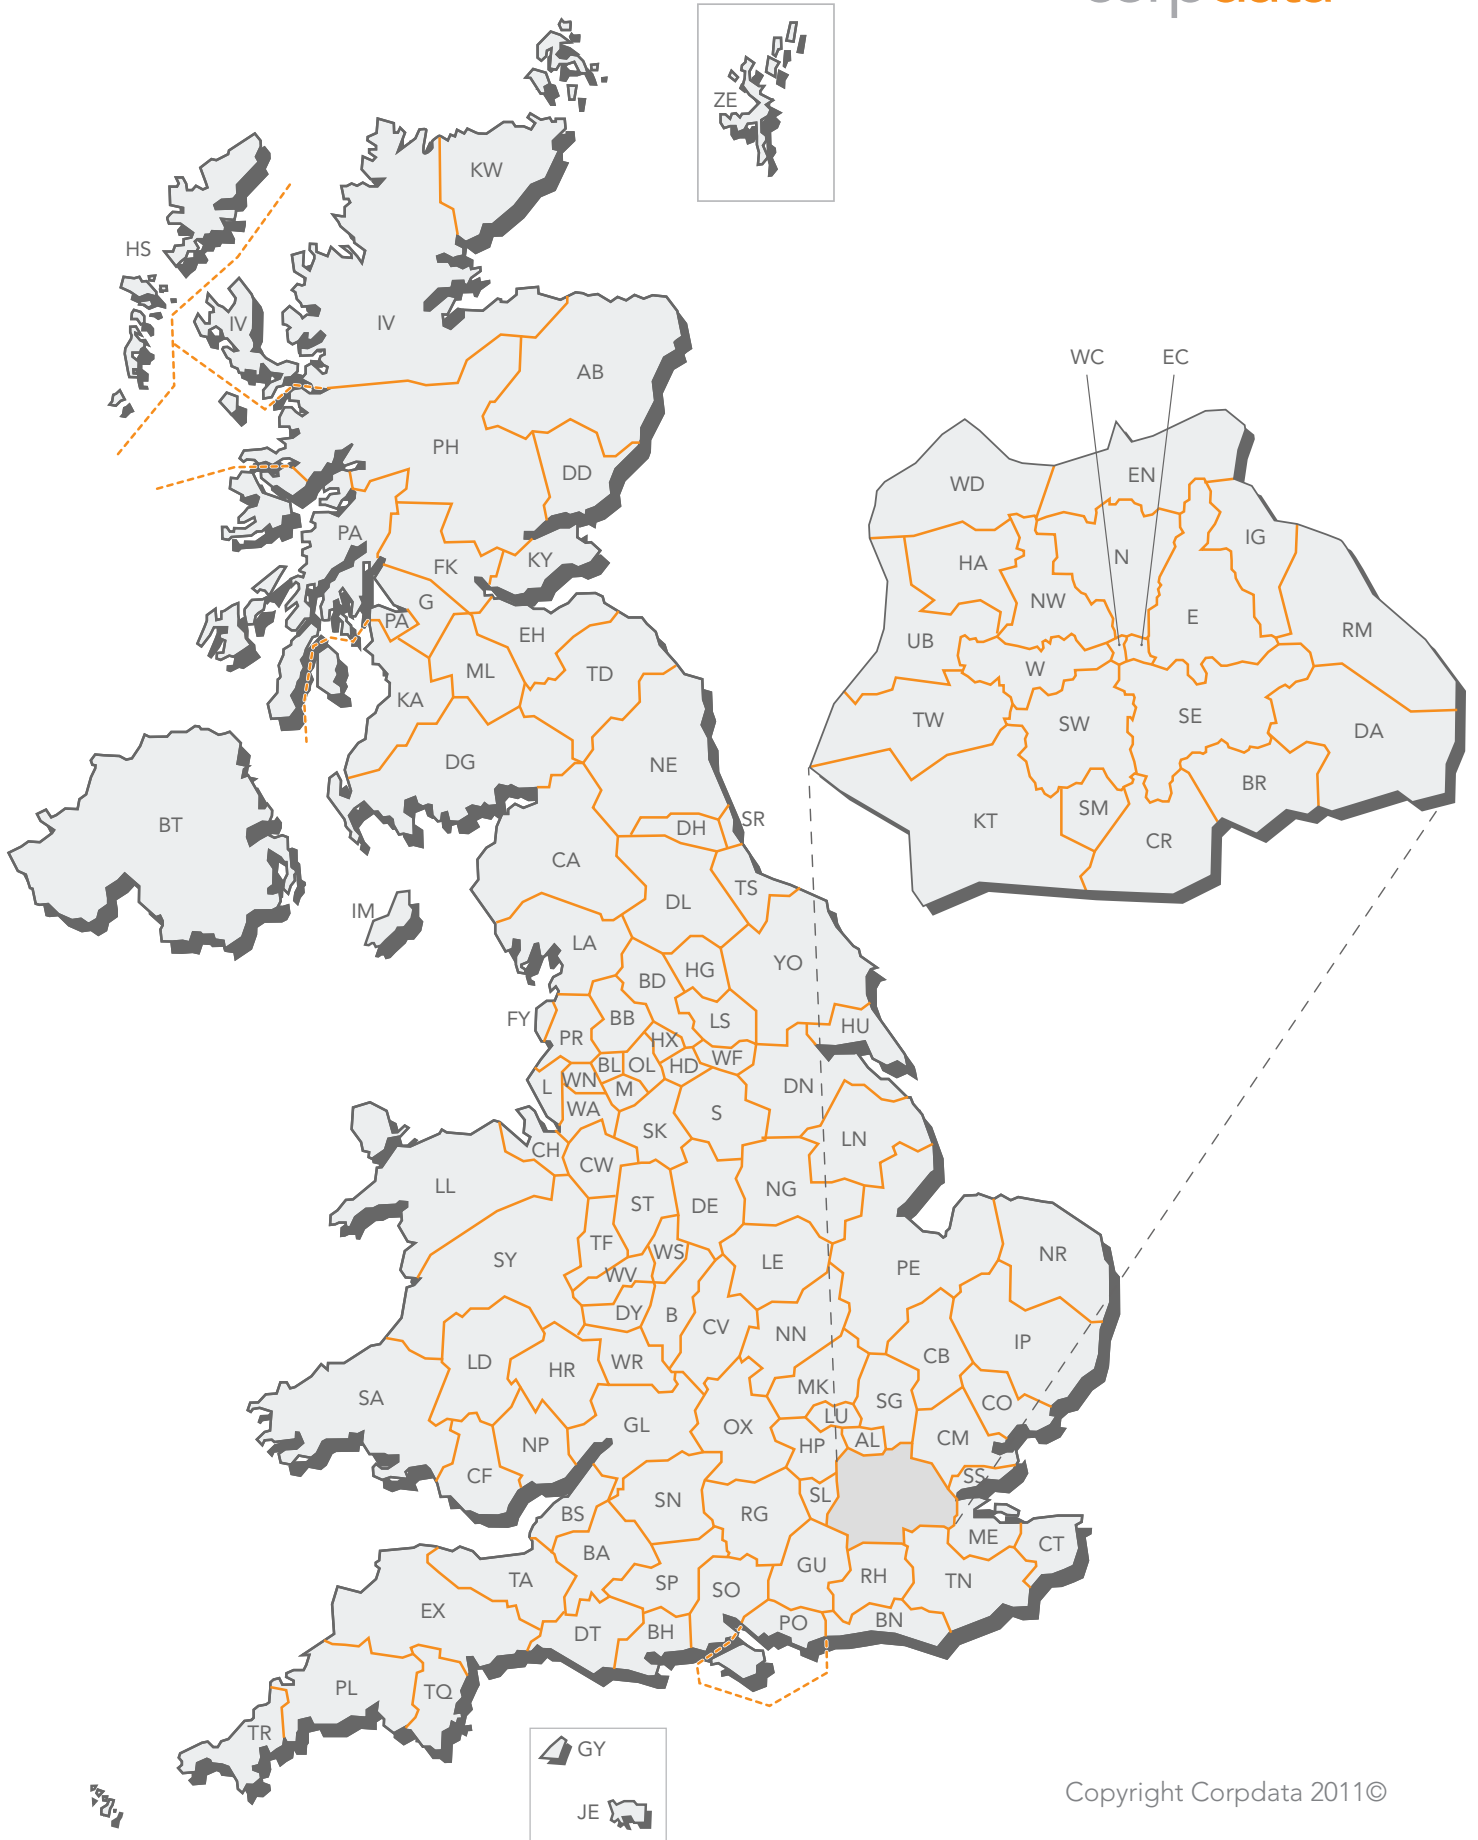 corpdata
ZE
KW
HS
IV
IV
WC
EC
AB
PH
DD
WD
EN
PA
KY
FK
HA
N
IG
G
NW
PA
EH
E
RM
UB
ML
TD
W
KA
TW
SW
SE
DA
DG
NE
BR
SM
BT
DH
SR
KT
CR
CA
TS
DL
IM
LA
YO
BD
HG
FY
BB
LS
HU
PR
HX
BL
OL
HD
WF
L
WN
M
DN
WA
S
SK
LN
CH
CW
LL
NG
ST
DE
TF
WS
SY
LE
PE
NR
WV
DY
B
CV
NN
IP
LD
HR
WR
CB
MK
SA
SG
CO
LU
GL
OX
AL
CM
NP
HP
CF
SS
SN
SL
BS
RG
ME
CT
BA
GU
TA
SP
SO
RH
TN
EX
DT
BH
PO
BN
PL
TQ
TR
GY
JE
Copyright Corpdata 2011©